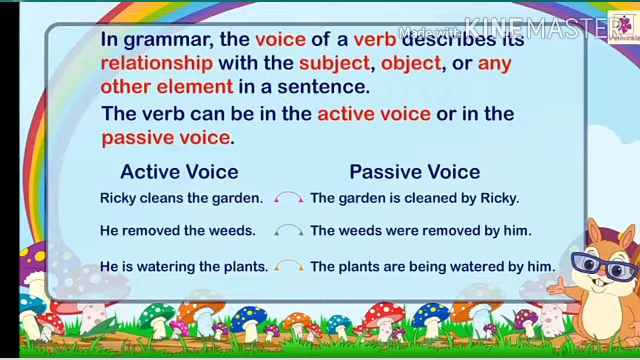 Made with KINEMASTER
Periwinkle
In grammar, the voice of a verb describes its
relationship with the subject, object, or any
other element in a sentence.
The verb can be in the active voice or in the
passive voice.
Active Voice Passive Voice
Ricky cleans the garden. The garden is cleaned by Ricky.
He removed the weeds. The weeds were removed by him.
He is watering the plants. The plants are being watered by him.